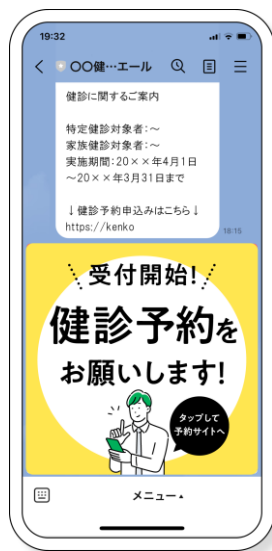 19:32
〇〇健…エール
健診に関するご案内
特定健診対象者:~
家族健診対象者:~
実施期間:20××年4月1日
~20××年3月31日まで
↓健診予約申込みはこちら↓
https://kenko
18:15
受付開始!
健診予約を
お願いします!
タップして
予約サイトへ
メニュー▲